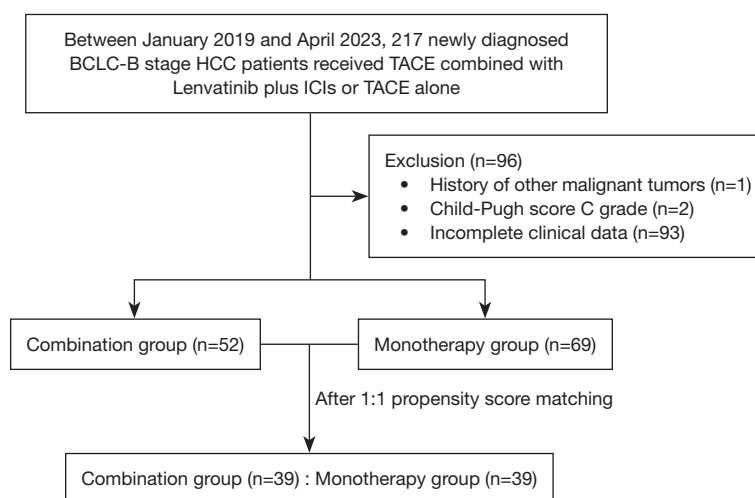 Between January 2019 and April 2023, 217 newly diagnosed
BCLC-B stage HCC patients received TACE combined with
Lenvatinib plus ICIs or TACE alone
Exclusion (n=96)
• History of other malignant tumors (n=1)
• Child-Pugh score C grade (n=2)
• Incomplete clinical data (n=93)
Combination group (n=52)
Monotherapy group (n=69)
After 1:1 propensity score matching
Combination group (n=39) : Monotherapy group (n=39)